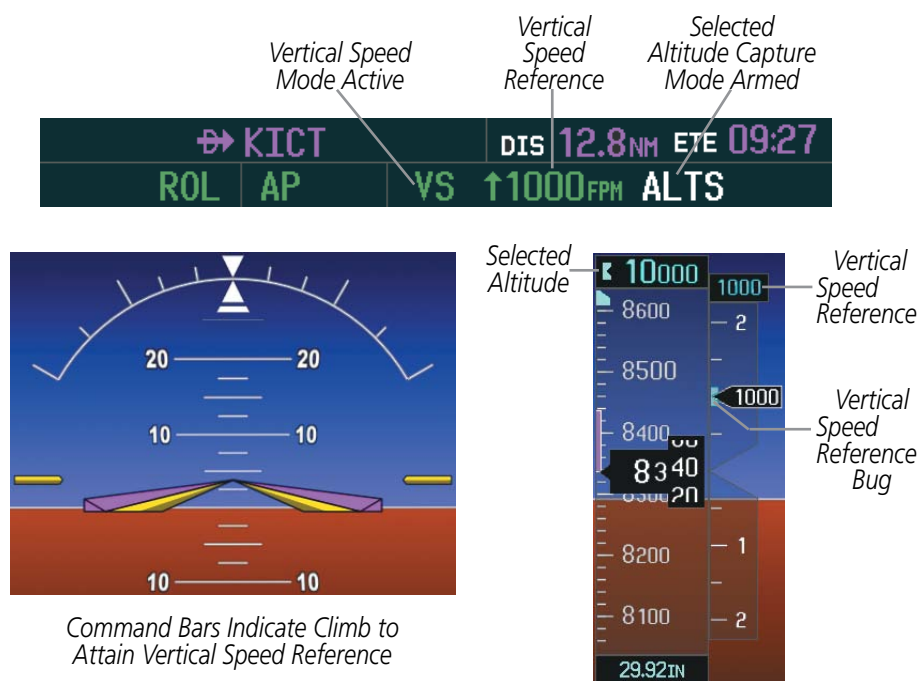 Vertical Speed
Mode Active
Vertical
Speed
Reference
Selected
Altitude Capture
Mode Armed
KICT
DIS 12.8NM ETE 09:27
ROL AP VS ↑1000FPM ALTS
20 20
10 10
10 10
Command Bars Indicate Climb to
Attain Vertical Speed Reference
Selected
Altitude
10000
1000
Vertical
Speed
Reference
8600
2
8500
1000
Vertical
Speed
Reference
Bug
8400
8340
20
8200
1
8100
2
29.92IN